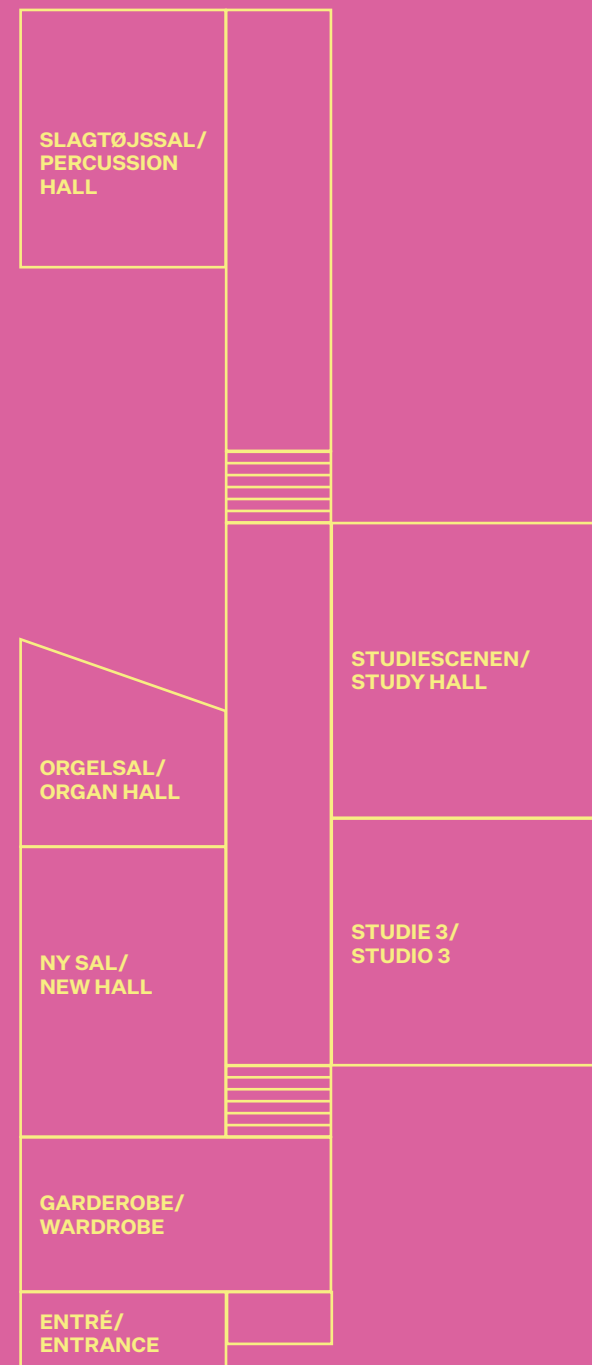 SLAGTØJSSAL/
PERCUSSION
HALL
STUDIESCENEN/
STUDY HALL
ORGELSAL/
ORGAN HALL
STUDIE 3/
STUDIO 3
NY SAL/
NEW HALL
GARDEROBE/
WARDROBE
ENTRÉ/
ENTRANCE